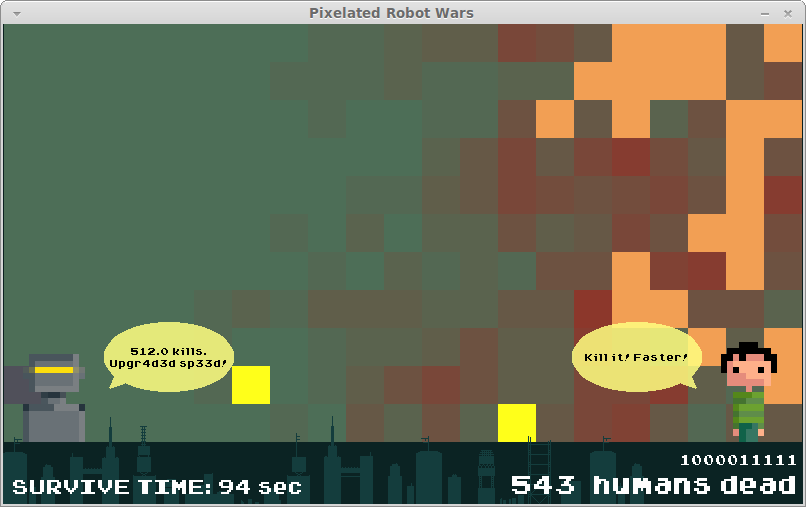 Pixelated Robot Wars
512.0 kills.
Upgr4d3d sp33d!
Kill it! Faster!
1000011111
SURVIVE TIME: 94 sec
543 humans dead